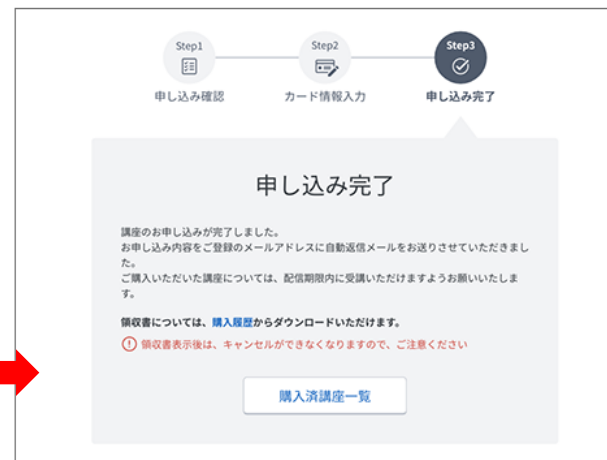 Step1
Step2
Step3
申し込み確認
カード情報入力
申し込み完了
申し込み完了
講座のお申し込みが完了しました。
お申し込み内容をご登録のメールアドレスに自動返信メールをお送りさせていただきまし
た。
ご購入いただいた講座については、配信期限内に受講いただけますようお願いいたしま
す。
領収書については、購入履歴からダウンロードいただけます。
領収書表示後は、キャンセルができなくなりますので、ご注意ください
購入済講座一覧